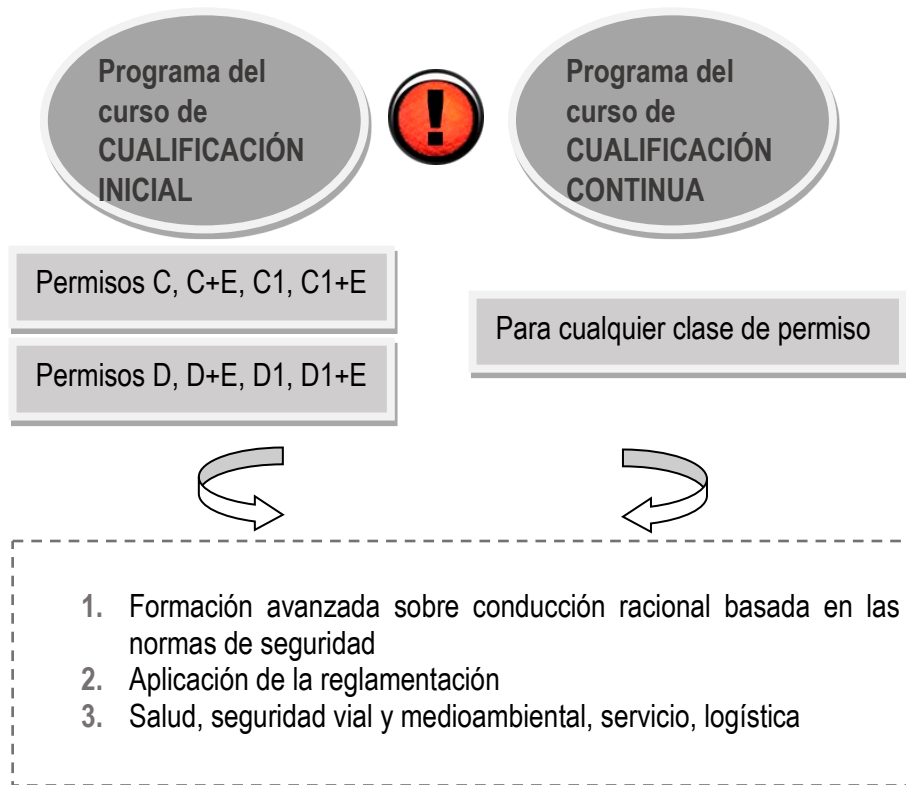 Programa del
curso de
CUALIFICACIÓN
INICIAL
!
Programa del
curso de
CUALIFICACIÓN
CONTINUA
Permisos C, C+E, C1, C1+E
Permisos D, D+E, D1, D1+E
Para cualquier clase de permiso
1. Formación avanzada sobre conducción racional basada en las
normas de seguridad
2. Aplicación de la reglamentación
3. Salud, seguridad vial y medioambiental, servicio, logística